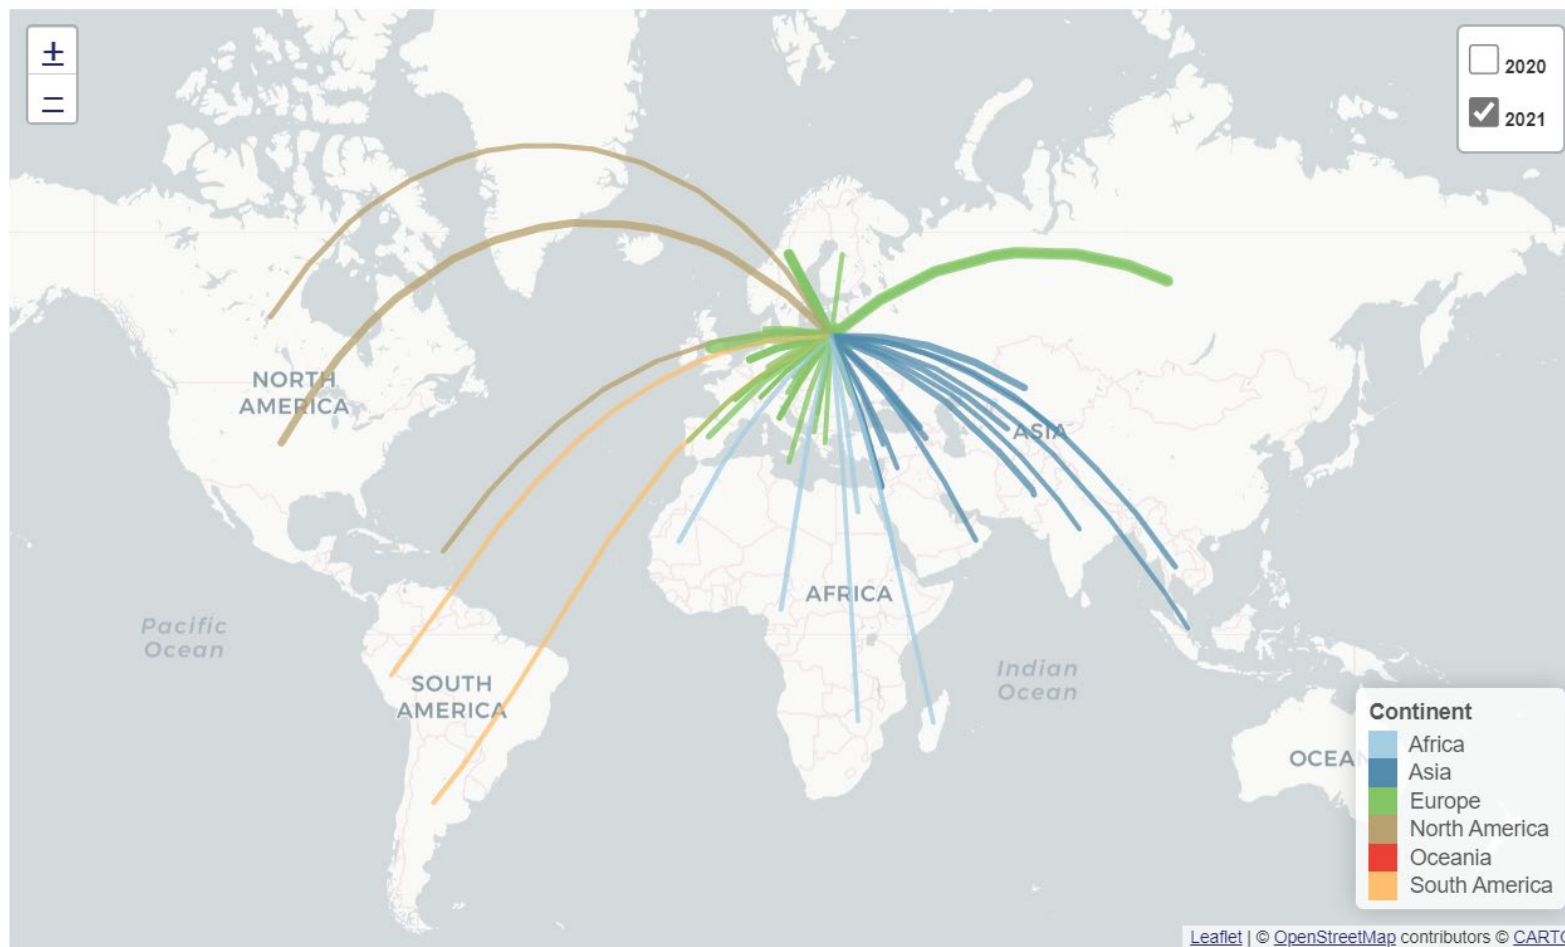 +
−
2020
2021
NORTH
AMERICA
ASIA
AFRICA
Pacific
Ocean
SOUTH
AMERICA
Indian
Ocean
OCEAN
Continent
Africa
Asia
Europe
North America
Oceania
South America
Leaflet | © OpenStreetMap contributors © CARTO